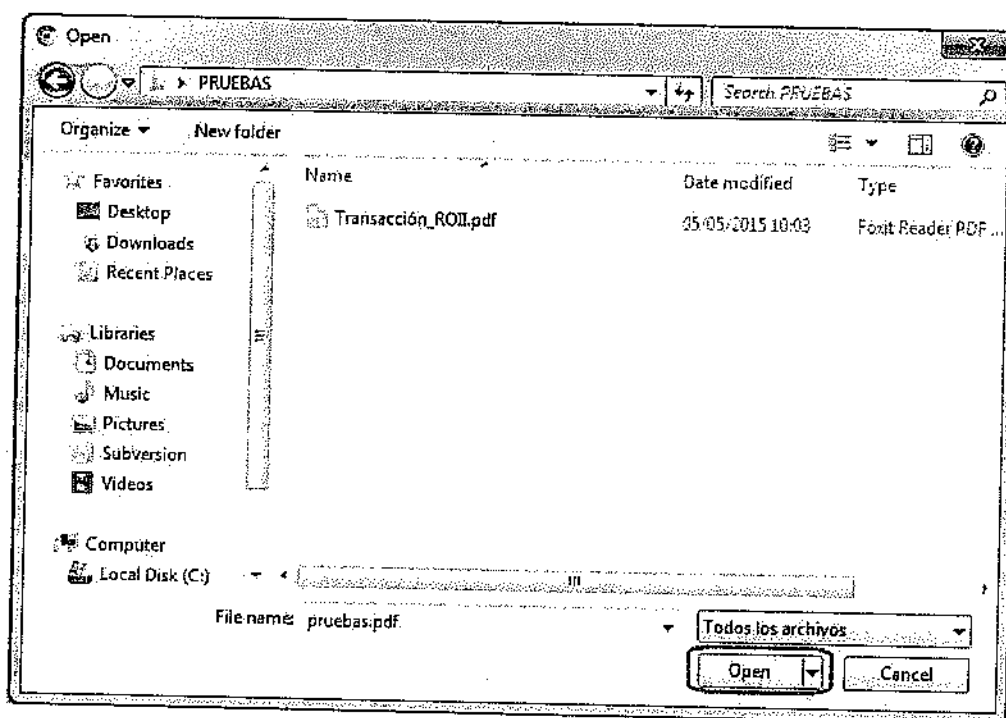 Open
PRUEBAS
Search PRUEBAS
Organize
New folder
Name
Date modified
Type
Favorites
Desktop
Downloads
Recent Places
Transacción_ROII.pdf
05/05/2015 10:03
Foxit Reader PDF ...
Libraries
Documents
Music
Pictures
Subversion
Videos
Computer
Local Disk (C:)
File name: pruebas.pdf
Todos los archivos
Open
Cancel